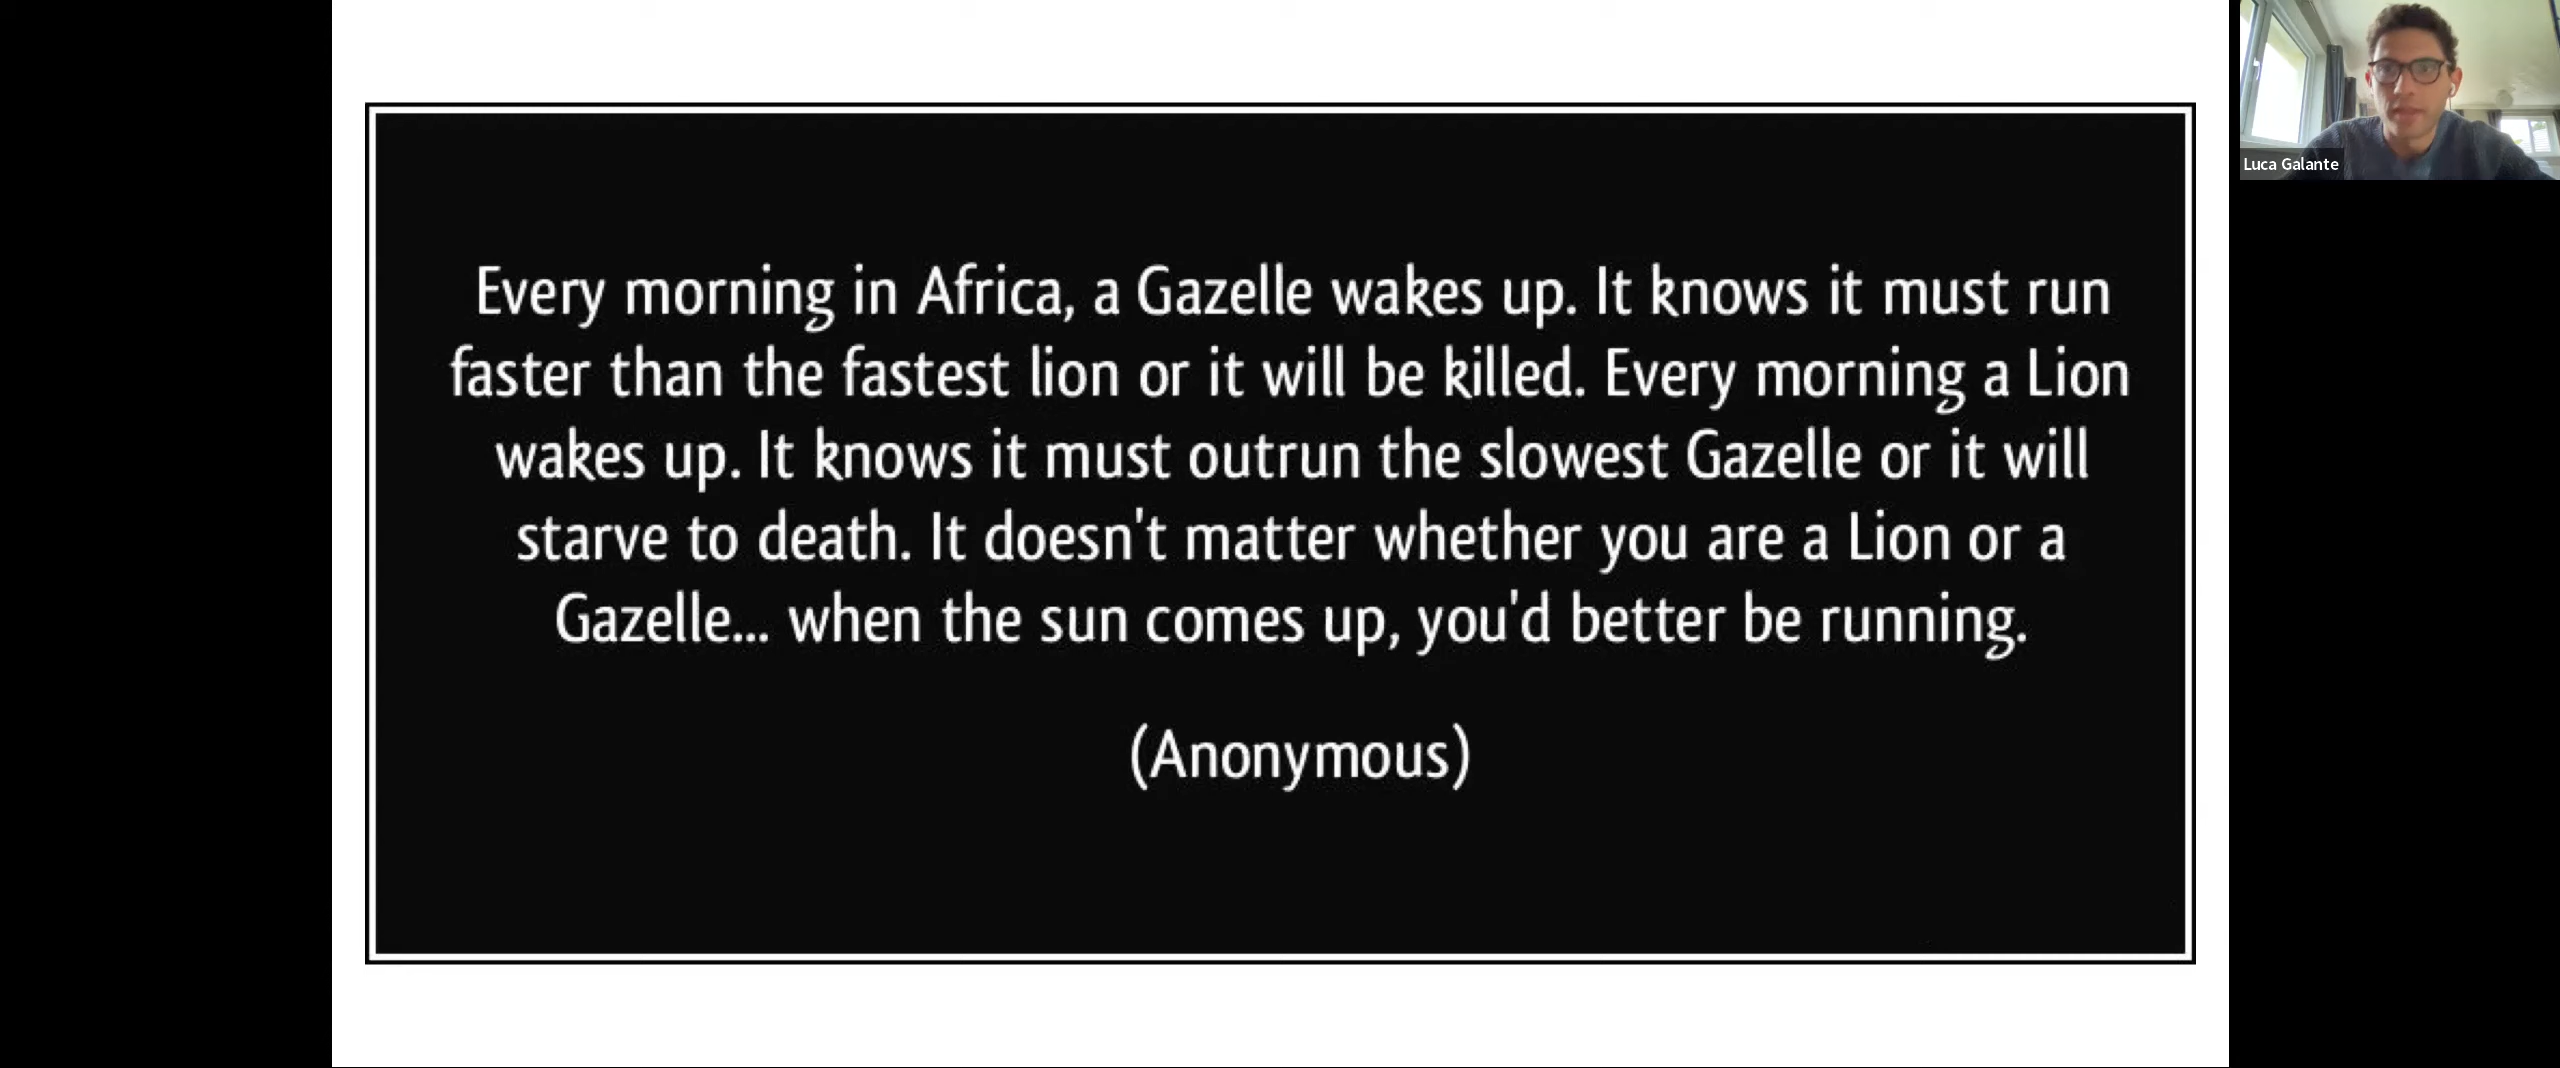 Every morning in Africa, a Gazelle wakes up. It knows it must run
faster than the fastest lion or it will be killed. Every morning a Lion
wakes up. It knows it must outrun the slowest Gazelle or it will
starve to death. It doesn't matter whether you are a Lion or a
Gazelle... when the sun comes up, you'd better be running.
(Anonymous)
Luca Galante